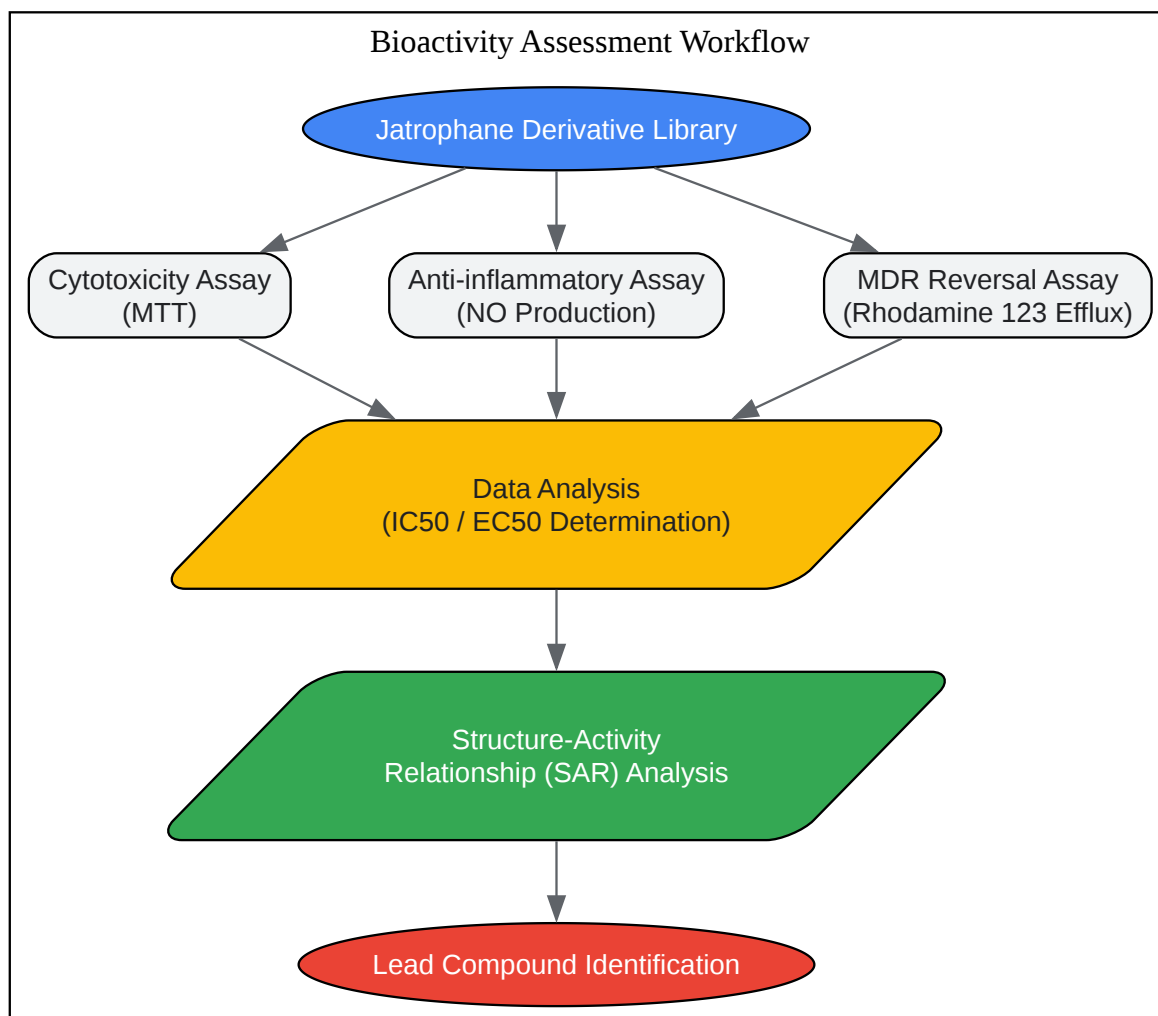 Bioactivity Assessment Workflow
Jatrophane Derivative Library
Cytotoxicity Assay
(MTT)
Anti-inflammatory Assay
(NO Production)
MDR Reversal Assay
(Rhodamine 123 Efflux)
Data Analysis
(IC50 / EC50 Determination)
Structure-Activity
Relationship (SAR) Analysis
Lead Compound Identification